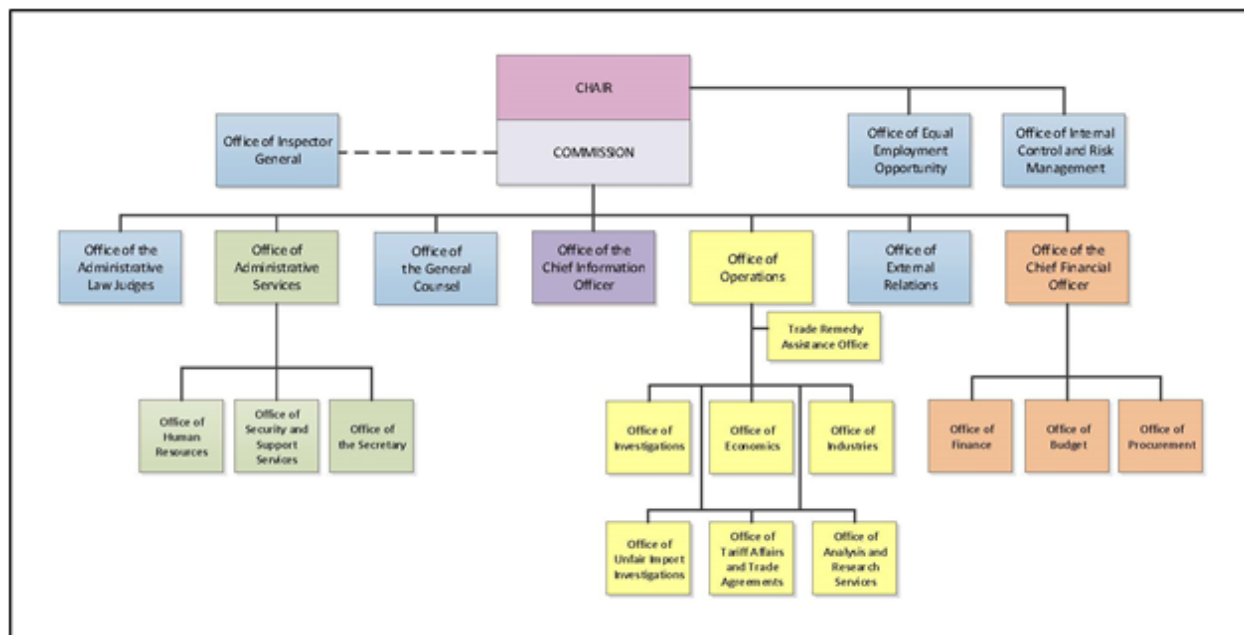 CHAIR
COMMISSION
Office of Inspector
General
Office of Equal
Employment
Opportunity
Office of Internal
Control and Risk
Management
Office of the
Administrative
Law Judges
Office of
Administrative
Services
Office of
the General
Counsel
Office of the
Chief Information
Officer
Office of
Operations
Office of
External
Relations
Office of the
Chief Financial
Officer
Trade Remedy
Assistance Office
Office of
Human
Resources
Office of
Security and
Support
Services
Office of
the Secretary
Office of
Investigations
Office of
Economics
Office of
Industries
Office of
Finance
Office of
Budget
Office of
Procurement
Office of
Unfair Import
Investigations
Office of
Tariff Affairs
and Trade
Agreements
Office of
Analysis and
Research
Services